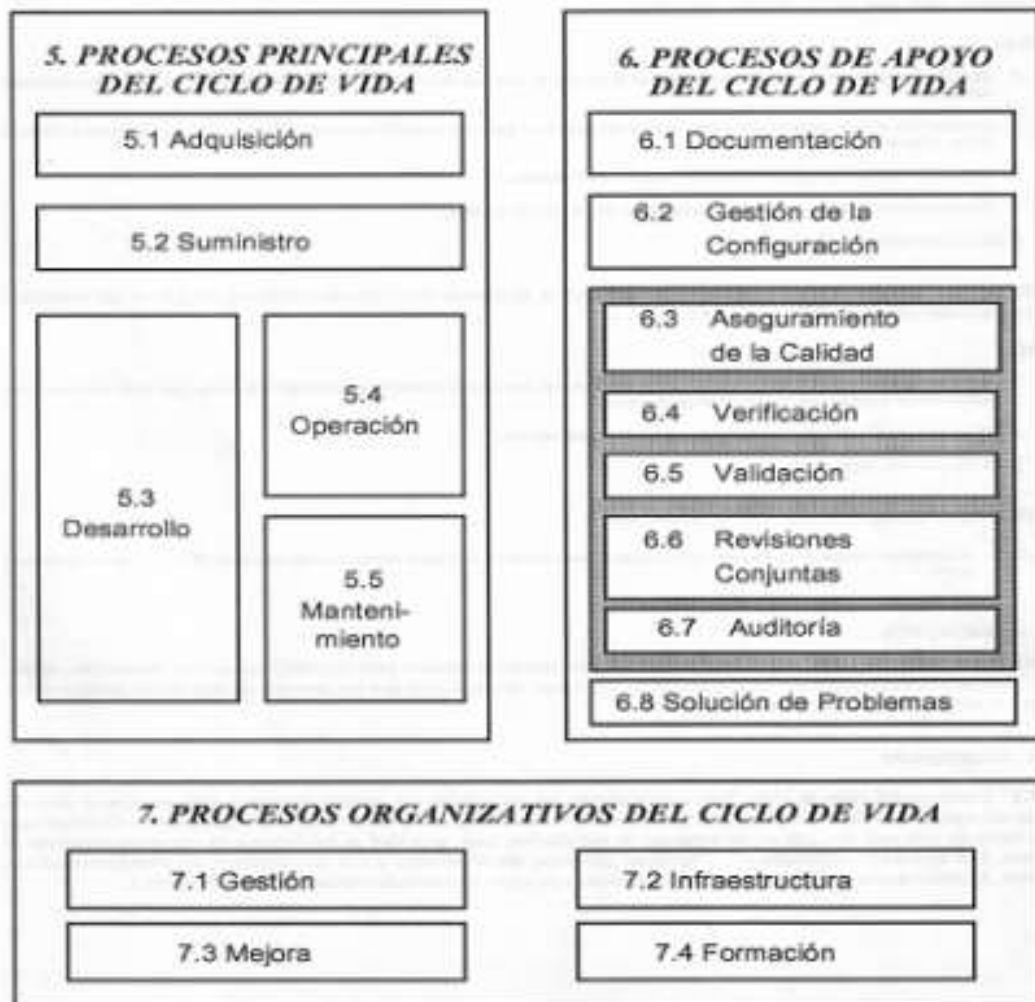 5. PROCESOS PRINCIPALES
DEL CICLO DE VIDA
5.1 Adquisición
5.2 Suministro
5.3
Desarrollo
5.4
Operación
5.5
Manteni-
miento
6. PROCESOS DE APOYO
DEL CICLO DE VIDA
6.1 Documentación
6.2 Gestión de la
Configuración
6.3 Aseguramiento
de la Calidad
6.4 Verificación
6.5 Validación
6.6 Revisiones
Conjuntas
6.7 Auditoría
6.8 Solución de Problemas
7. PROCESOS ORGANIZATIVOS DEL CICLO DE VIDA
7.1 Gestión
7.2 Infraestructura
7.3 Mejora
7.4 Formación